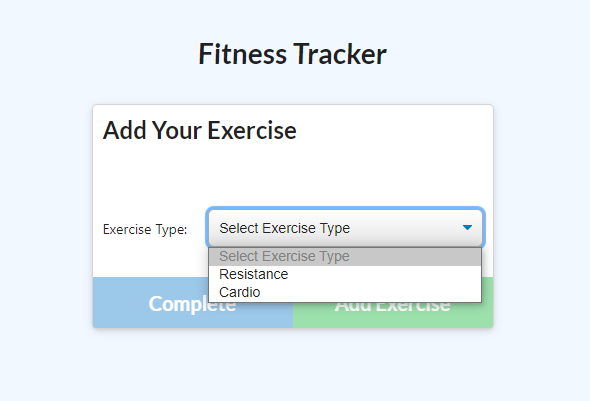 Fitness Tracker
Add Your Exercise
Exercise Type:
Select Exercise Type
Select Exercise Type
Resistance
Cardio
Complete
Add Exercise